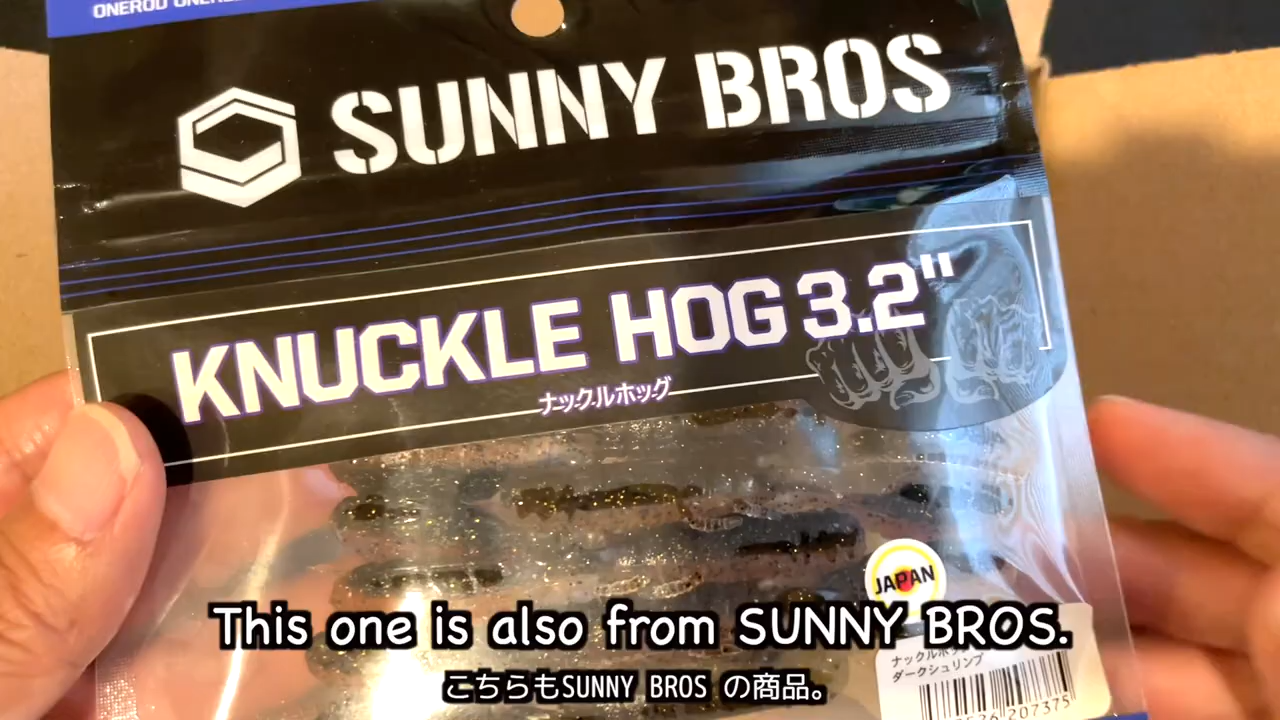 SUNNY BROS
KNUCKLE HOG 3.2"
ナックルホッグ
JAPAN
This one is also from SUNNY BROS.
ダークシュリンプ
207375
こちらもSUNNY BROS の商品。